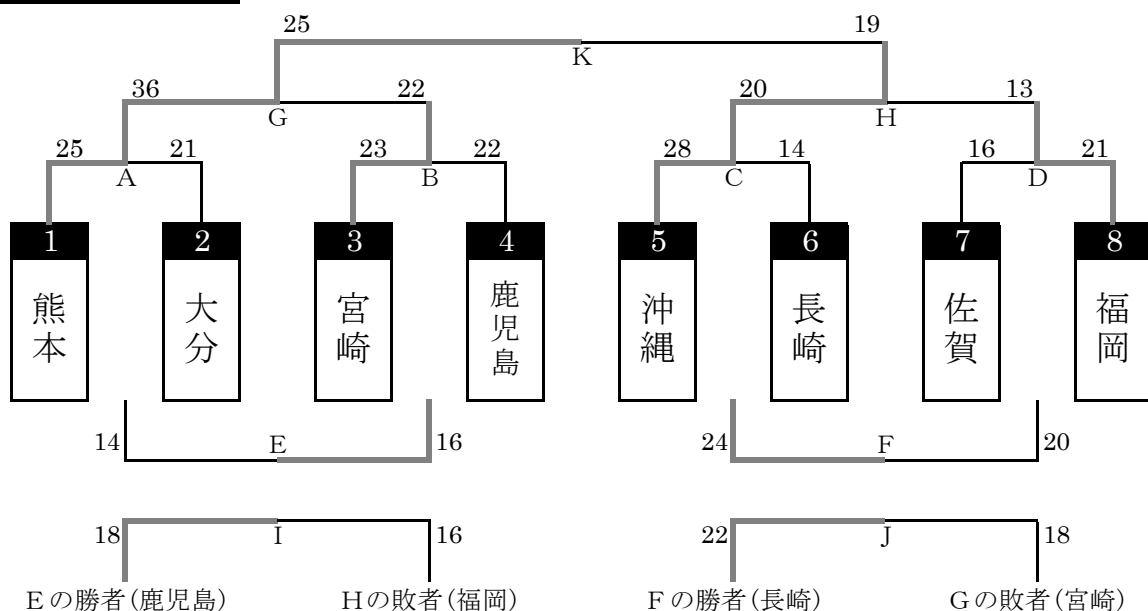 25 19
K
36 22 20 13
G H
25 21 23 22 28 14 16 21
A B C D
1 2 3 4 5 6 7 8
熊本 大分 宮崎 鹿児島 沖縄 長崎 佐賀 福岡
14 E 16 24 F 20
18 I 16 22 J 18
Eの勝者(鹿児島) Hの敗者(福岡) Fの勝者(長崎) Gの敗者(宮崎)